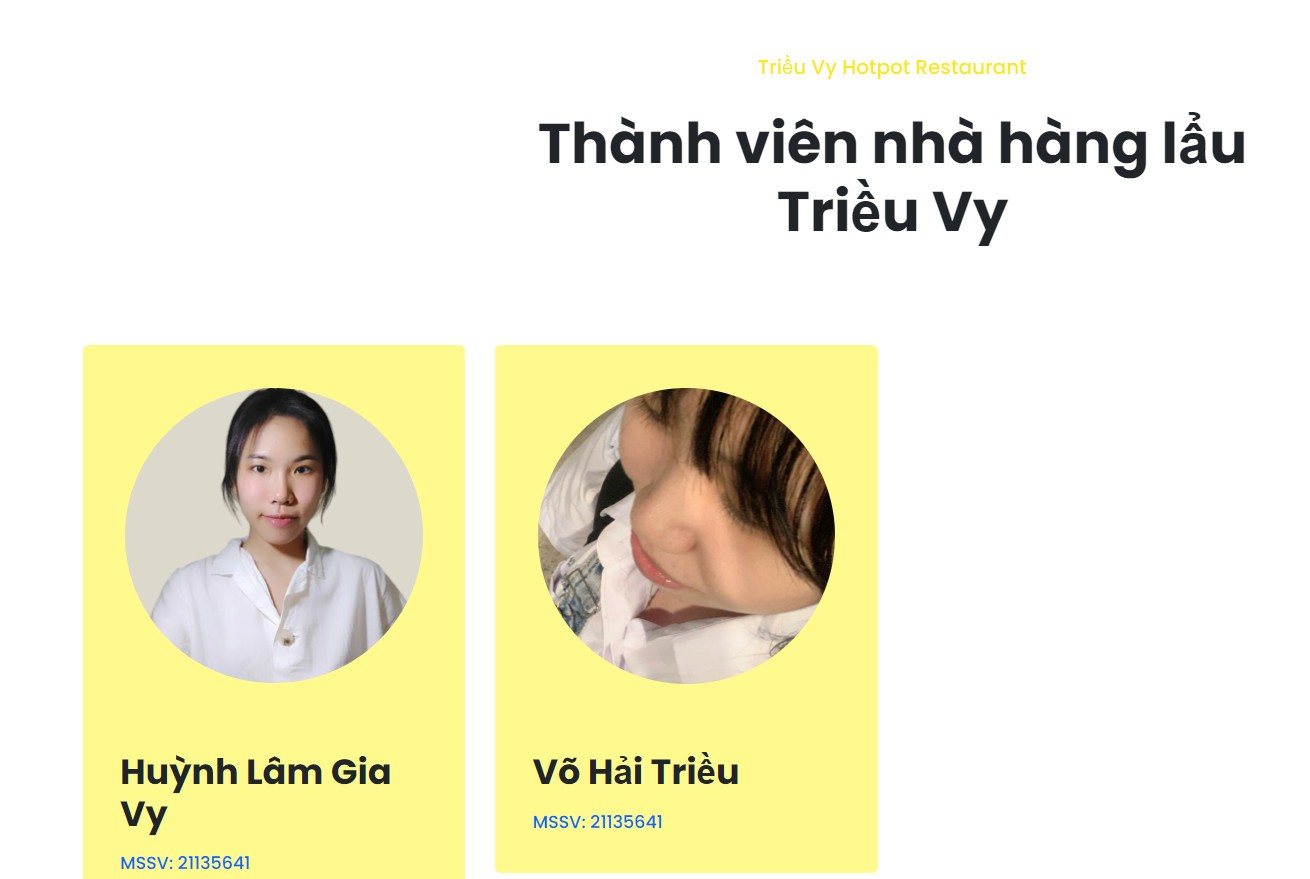 Triều Vy Hotpot Restaurant
Thành viên nhà hàng lẩu
Triều Vy
Huỳnh Lâm Gia
Vy
MSSV: 21135641
Võ Hải Triều
MSSV: 21135641